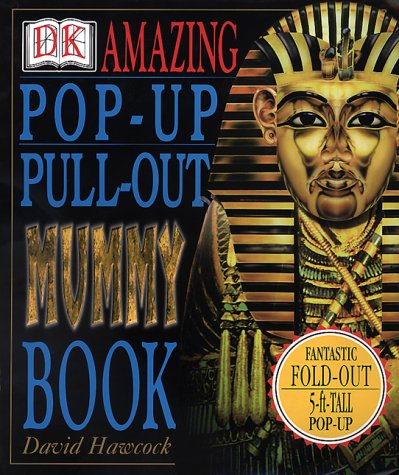 DK AMAZING
POP-UP
PULL-OUT
MUMMY
BOOK
David Hawcock
FANTASTIC
FOLD-OUT
5-ft-TALL
POP-UP